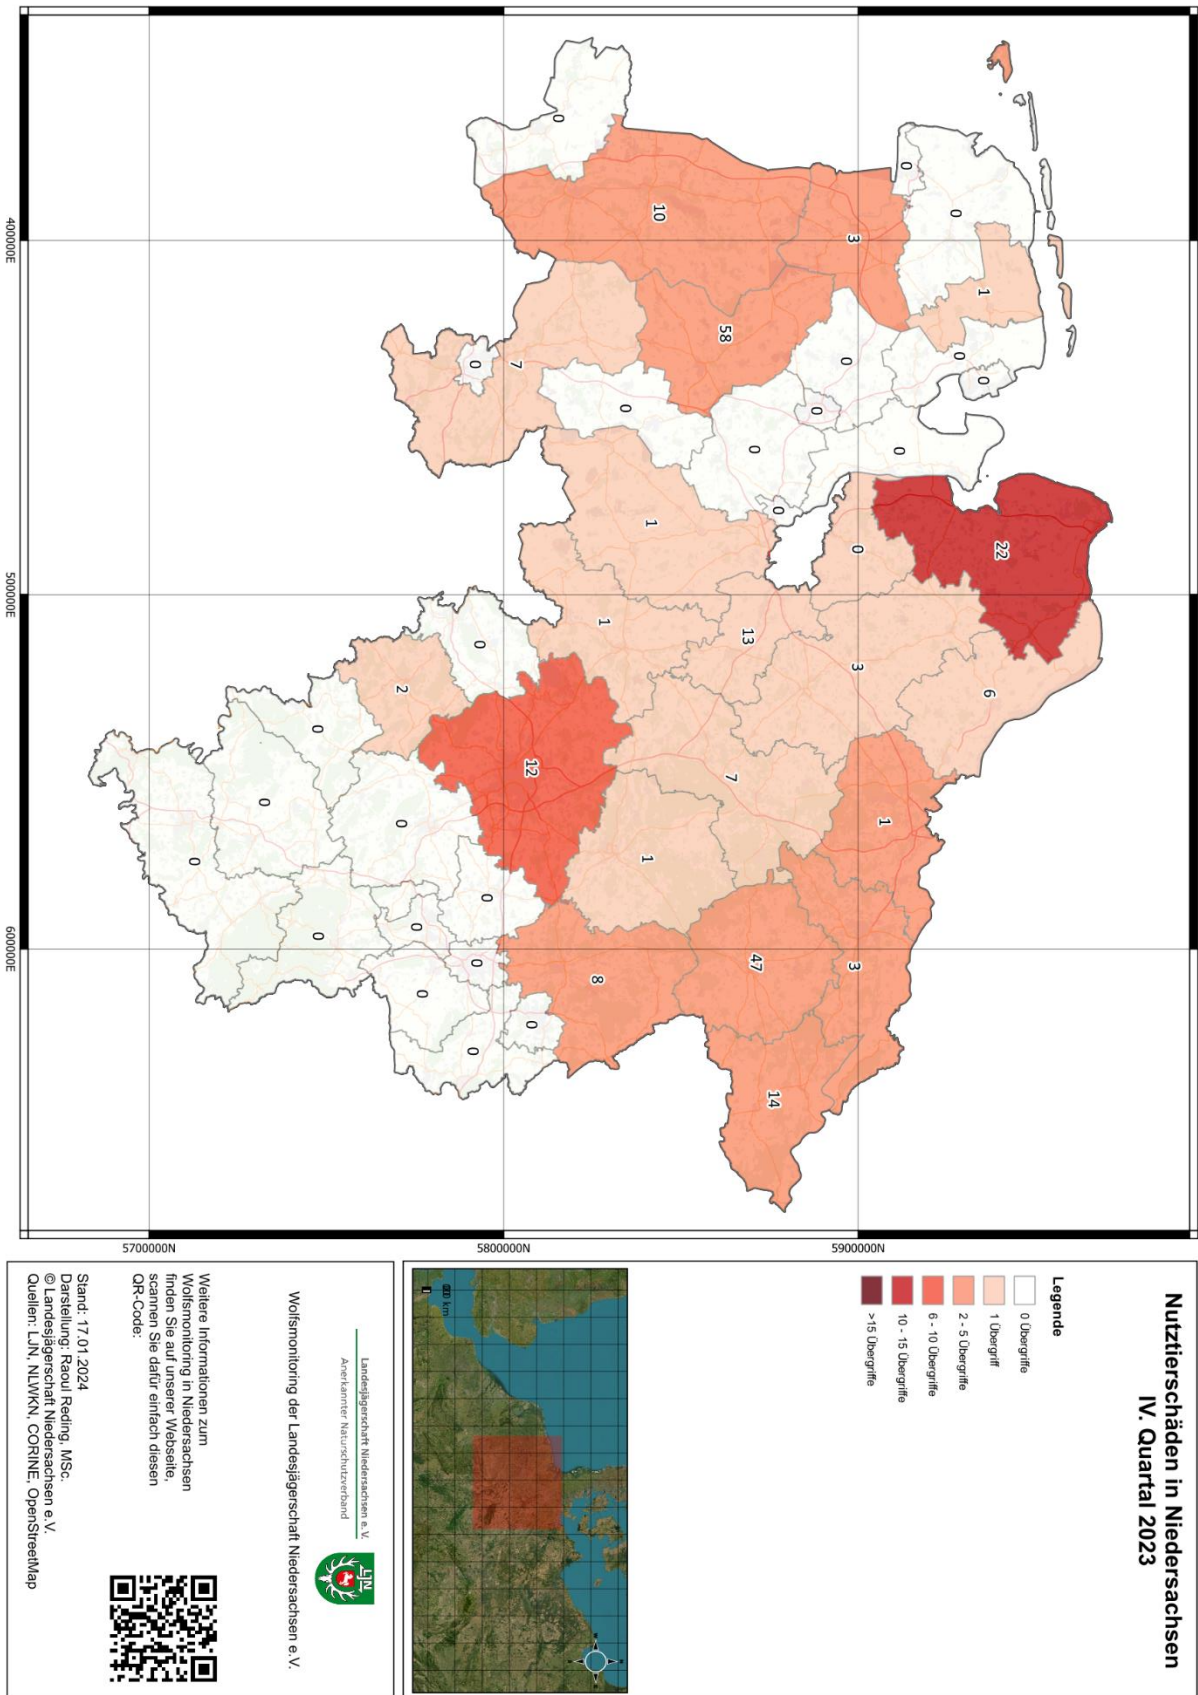 Nutztierschäden in Niedersachsen
IV. Quartal 2023
Legende
0 Übergriffe
1 Übergriff
2 - 5 Übergriffe
6 - 10 Übergriffe
10 - 15 Übergriffe
>15 Übergriffe
5900000N
5800000N
5700000N
400000E
500000E
600000E
0
0
0
1
0
0
3
10
58
0
0
0
0
0
0
7
0
0
22
0
1
1
13
3
6
7
1
12
0
2
0
0
0
0
1
3
47
14
8
0
0
0
0
0
0
0
km
Landesjägerschaft Niedersachsen e. V.
Anerkannter Naturschutzverband
LJN
Wolfsmonitoring der Landesjägerschaft Niedersachsen e.V.
Weitere Informationen zum
Wolfsmonitoring in Niedersachsen
finden Sie auf unserer Webseite,
scannen Sie dafür einfach diesen
QR-Code:
Stand: 17.01.2024
Darstellung: Raoul Reding, MSc.
© Landesjägerschaft Niedersachsen e.V.
Quellen: LJN, NLWKN, CORINE, OpenStreetMap